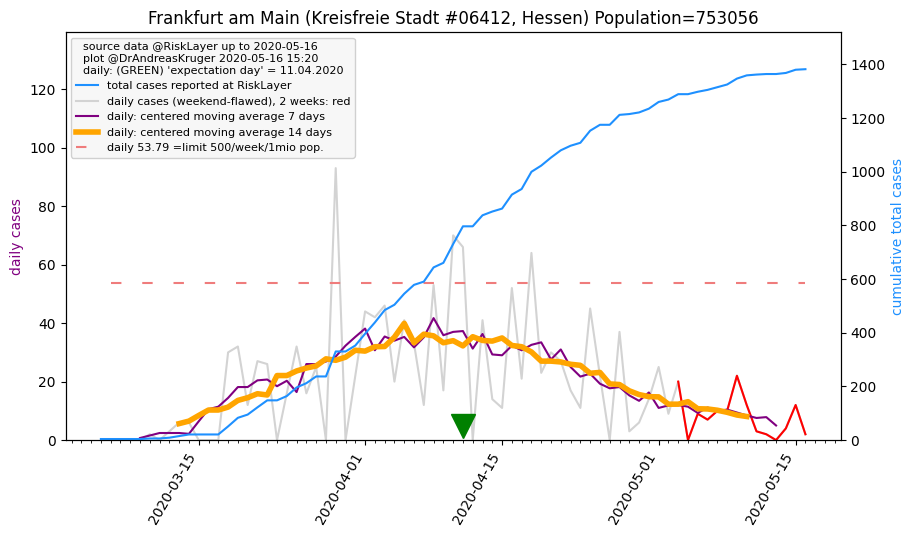 Frankfurt am Main (Kreisfreie Stadt #06412, Hessen) Population=753056
source data @RiskLayer up to 2020-05-16
plot @DrAndreasKruger 2020-05-16 15:20
daily: (GREEN) 'expectation day' = 11.04.2020
total cases reported at RiskLayer
daily cases (weekend-flawed), 2 weeks: red
daily: centered moving average 7 days
daily: centered moving average 14 days
daily 53.79 =limit 500/week/1mio pop.
daily cases
120
100
80
60
40
20
0
1400
1200
1000
800
600
400
200
0
cumulative total cases
2020-03-15
2020-04-01
2020-04-15
2020-05-01
2020-05-15